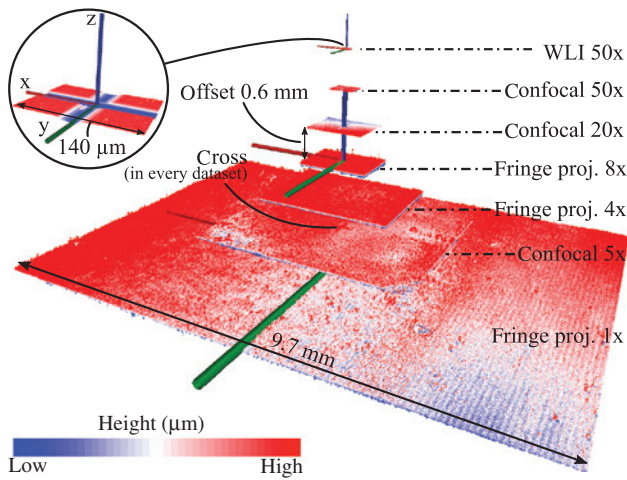 z
WLI 50x
x
Confocal 50x
Offset 0.6 mm
y
Confocal 20x
140 µm
Cross
(in every dataset)
Fringe proj. 8x
Fringe proj. 4x
Confocal 5x
Fringe proj. 1x
9.7 mm
Height (µm)
Low
High